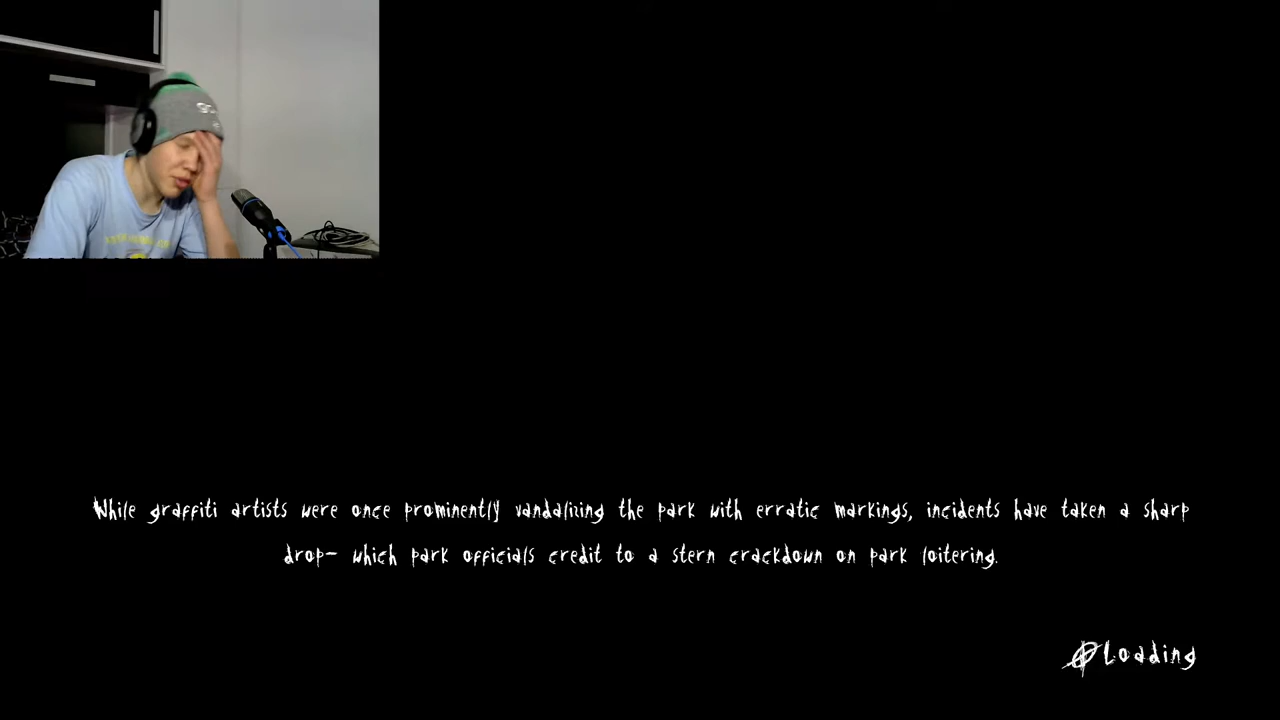 While graffiti artists were once prominently vandalizing the park with erratic markings, incidents have taken a sharp
drop- which park officials credit to a stern crackdown on park loitering.
Loading